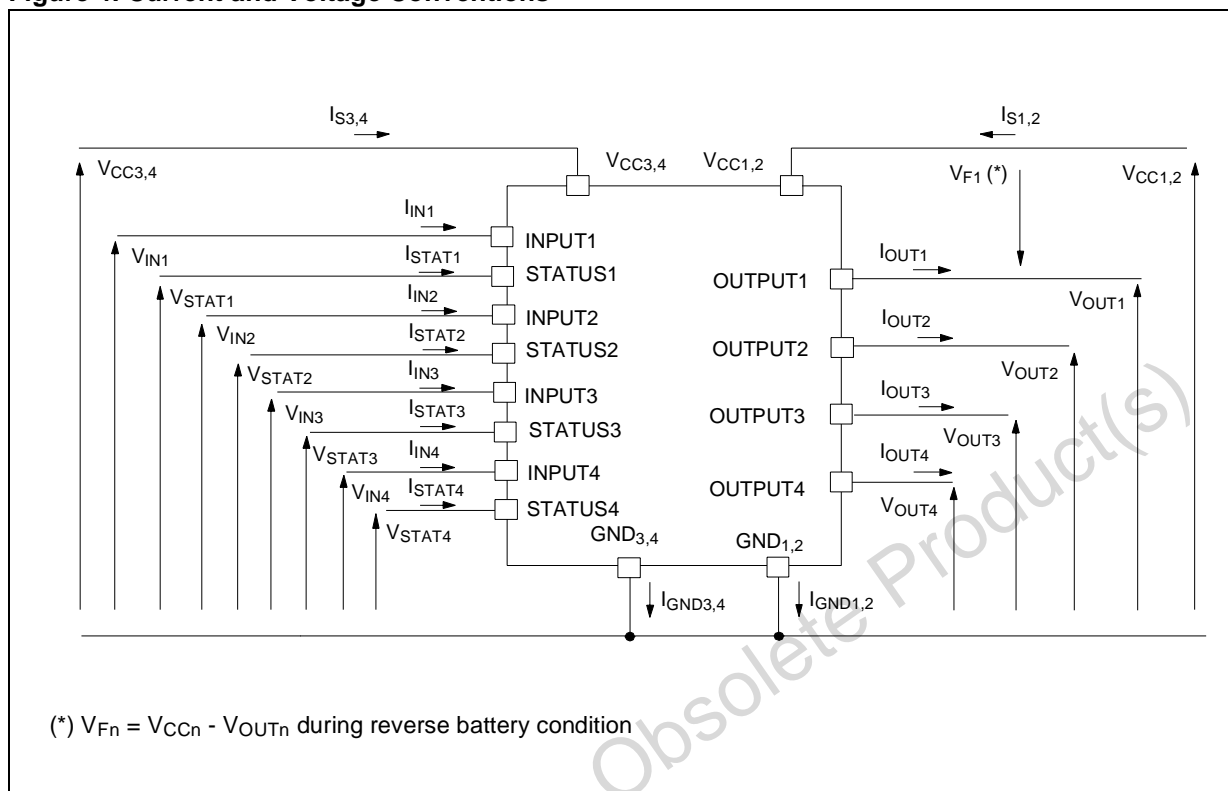 Figure 4. Current and Voltage Conventions
IS3,4
IS1,2
VCC3,4
VCC3,4
VCC1,2
VF1 (*)
VCC1,2
IIN1
INPUT1
VIN1
ISTAT1
STATUS1
OUTPUT1
IOUT1
VOUT1
VSTAT1
IIN2
INPUT2
VIN2
ISTAT2
STATUS2
OUTPUT2
IOUT2
VOUT2
VSTAT2
IIN3
INPUT3
VIN3
ISTAT3
STATUS3
OUTPUT3
IOUT3
VOUT3
VSTAT3
IIN4
INPUT4
VIN4
ISTAT4
STATUS4
OUTPUT4
IOUT4
VOUT4
VSTAT4
GND3,4
GND1,2
IGND3,4
IGND1,2
(*) VFn = VCCn - VOUTn during reverse battery condition
Obsolete Product(s)